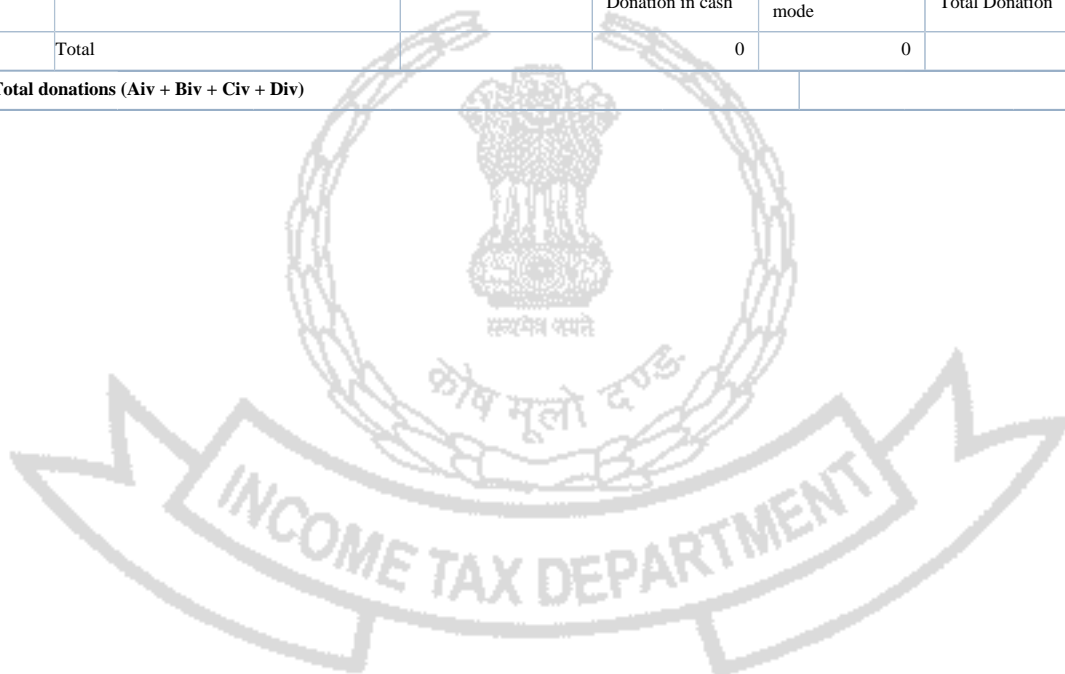 Donation in cash mode Total Donation
Total 0 0
Total donations (Aiv + Biv + Civ + Div)
सत्यमेव जयते
कोष मूलो दण्ड:
INCOME TAX DEPARTMENT